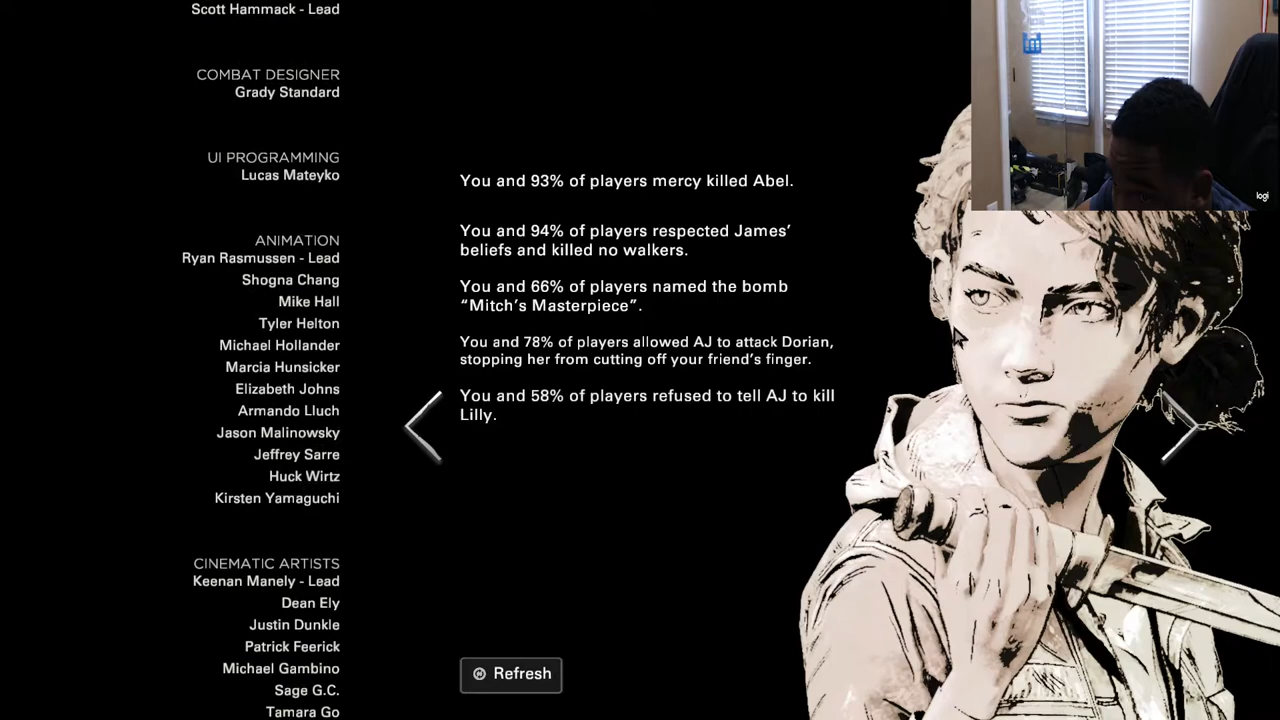 Scott Hammack - Lead
COMBAT DESIGNER
Grady Standard
UI PROGRAMMING
Lucas Mateyko
ANIMATION
Ryan Rasmussen - Lead
Shogna Chang
Mike Hall
Tyler Helton
Michael Hollander
Marcia Hunsicker
Elizabeth Johns
Armando Lluch
Jason Malinowsky
Jeffrey Sarre
Huck Wirtz
Kirsten Yamaguchi
CINEMATIC ARTISTS
Keenan Manely - Lead
Dean Ely
Justin Dunkle
Patrick Feerick
Michael Gambino
Sage G.C.
Tamara Go
You and 93% of players mercy killed Abel.
You and 94% of players respected James’
beliefs and killed no walkers.
You and 66% of players named the bomb
“Mitch’s Masterpiece”.
You and 78% of players allowed AJ to attack Dorian,
stopping her from cutting off your friend’s finger.
You and 58% of players refused to tell AJ to kill
Lilly.
Refresh
logi